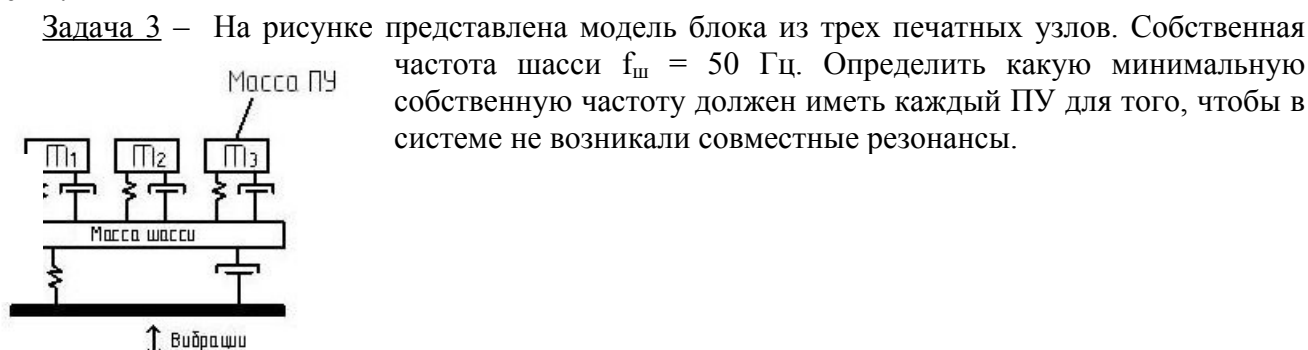 Задача 3 – На рисунке представлена модель блока из трех печатных узлов. Собственная
частота шасси fш = 50 Гц. Определить какую минимальную
собственную частоту должен иметь каждый ПУ для того, чтобы в
системе не возникали совместные резонансы.
Масса ПУ
m1 m2 m3
Масса шасси
Вибрации